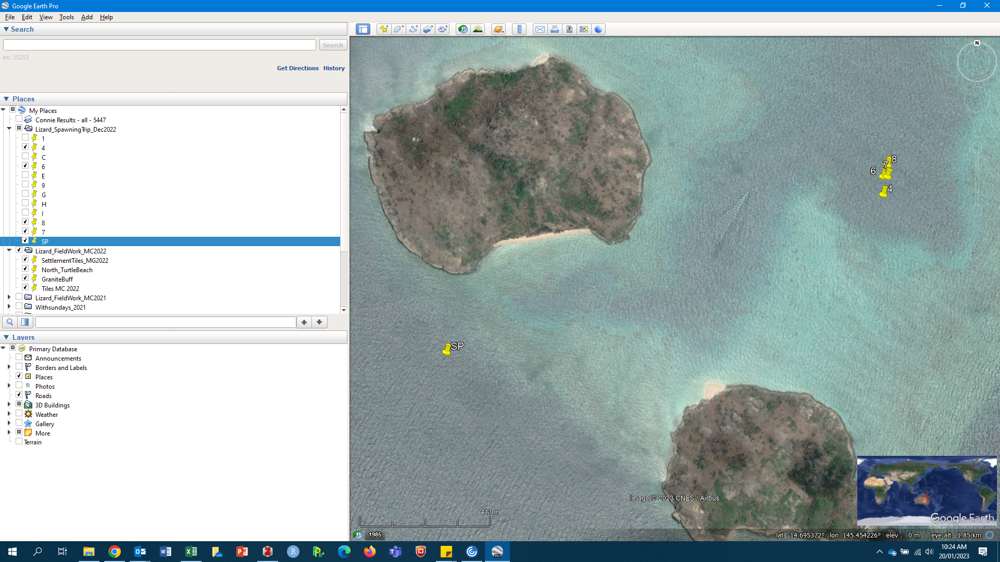 Google Earth Pro
File Edit View Tools Add Help
Search
Search
ex: 15213
Get Directions History
Places
My Places
Connie Results - all - 5447
Lizard_SpawningTrip_Dec2022
1
4
C
6
E
9
G
H
I
8
7
SP
Lizard_FieldWork_MC2022
SettlementTiles_MG2022
North_TurtleBeach
GraniteBuff
Tiles MC 2022
Lizard_FieldWork_MC2021
Withsundays_2021
Layers
Primary Database
Announcements
Borders and Labels
Places
Photos
Roads
3D Buildings
Weather
Gallery
More
Terrain
N
8
7
6
4
SP
Image © 2023 CNES / Airbus
411 m
Google Earth
1985
lat -14.695372° lon 145.454226° elev 0 m eye alt 1.85 km
10:24 AM
20/01/2023